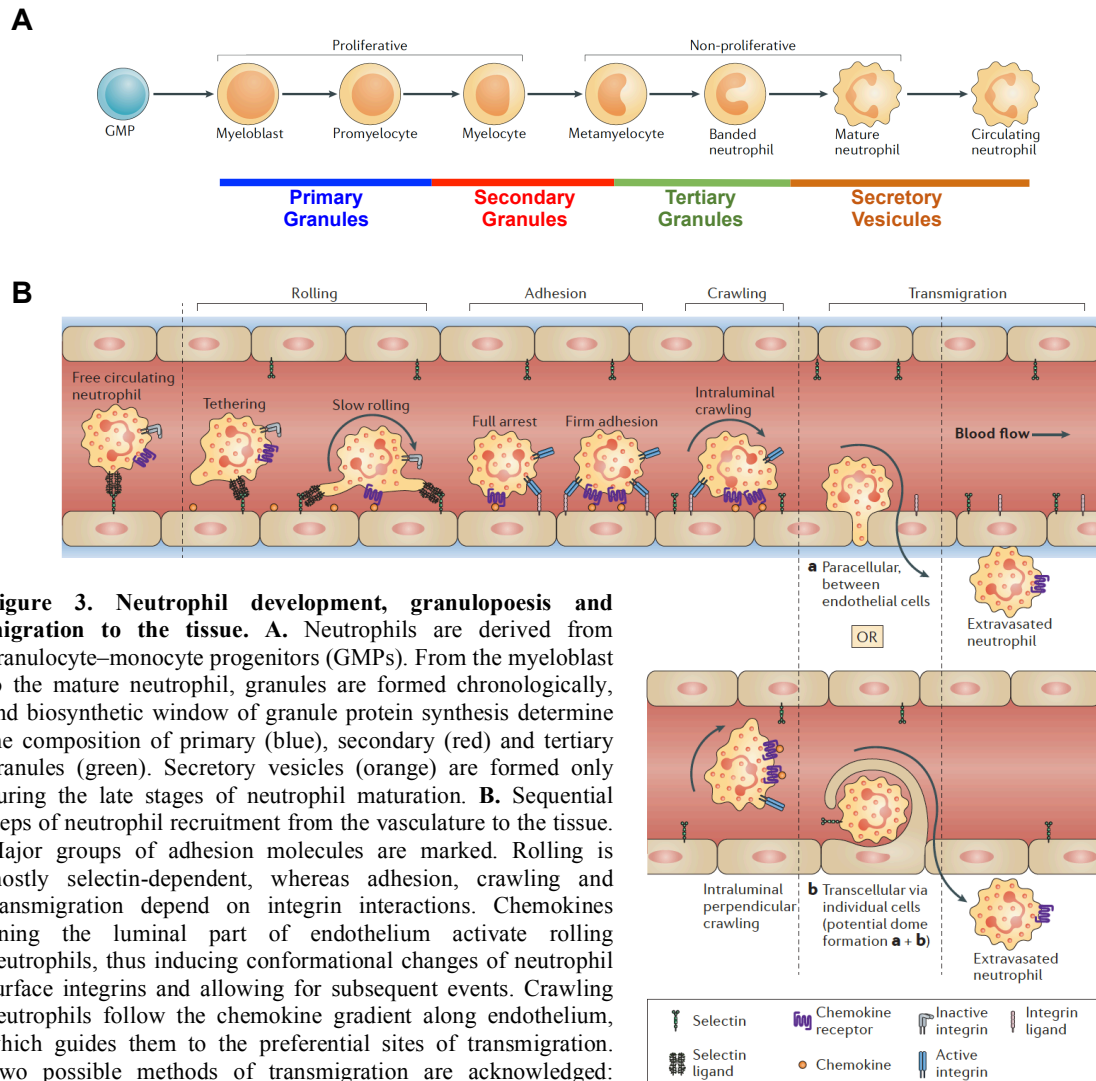 A
Proliferative
Non-proliferative
GMP
Myeloblast
Promyelocyte
Myelocyte
Metamyelocyte
Banded
neutrophil
Mature
neutrophil
Circulating
neutrophil
Primary
Granules
Secondary
Granules
Tertiary
Granules
Secretory
Vesicules
B
Rolling
Adhesion
Crawling
Transmigration
Free circulating
neutrophil
Tethering
Slow rolling
Full arrest
Firm adhesion
Intraluminal
crawling
Blood flow
a Paracellular,
between
endothelial cells
OR
Extravasated
neutrophil
Intraluminal
perpendicular
crawling
b Transcellular via
individual cells
(potential dome
formation a + b)
Extravasated
neutrophil
igure 3. Neutrophil development, granulopoesis and
igration to the tissue. A. Neutrophils are derived from
ranulocyte–monocyte progenitors (GMPs). From the myeloblast
o the mature neutrophil, granules are formed chronologically,
nd biosynthetic window of granule protein synthesis determine
he composition of primary (blue), secondary (red) and tertiary
ranules (green). Secretory vesicles (orange) are formed only
uring the late stages of neutrophil maturation. B. Sequential
teps of neutrophil recruitment from the vasculature to the tissue.
Major groups of adhesion molecules are marked. Rolling is
ostly selectin-dependent, whereas adhesion, crawling and
ransmigration depend on integrin interactions. Chemokines
ining the luminal part of endothelium activate rolling
eutrophils, thus inducing conformational changes of neutrophil
urface integrins and allowing for subsequent events. Crawling
eutrophils follow the chemokine gradient along endothelium,
hich guides them to the preferential sites of transmigration.
wo possible methods of transmigration are acknowledged:
Selectin
Chemokine
receptor
Inactive
integrin
Integrin
ligand
Selectin
ligand
Chemokine
Active
integrin